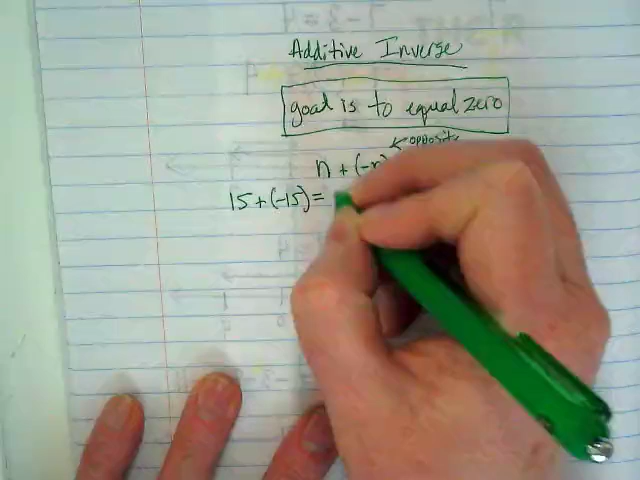 Additive Inverse
goal is to equal zero
opposite
n + (-n)
15 + (-15) =